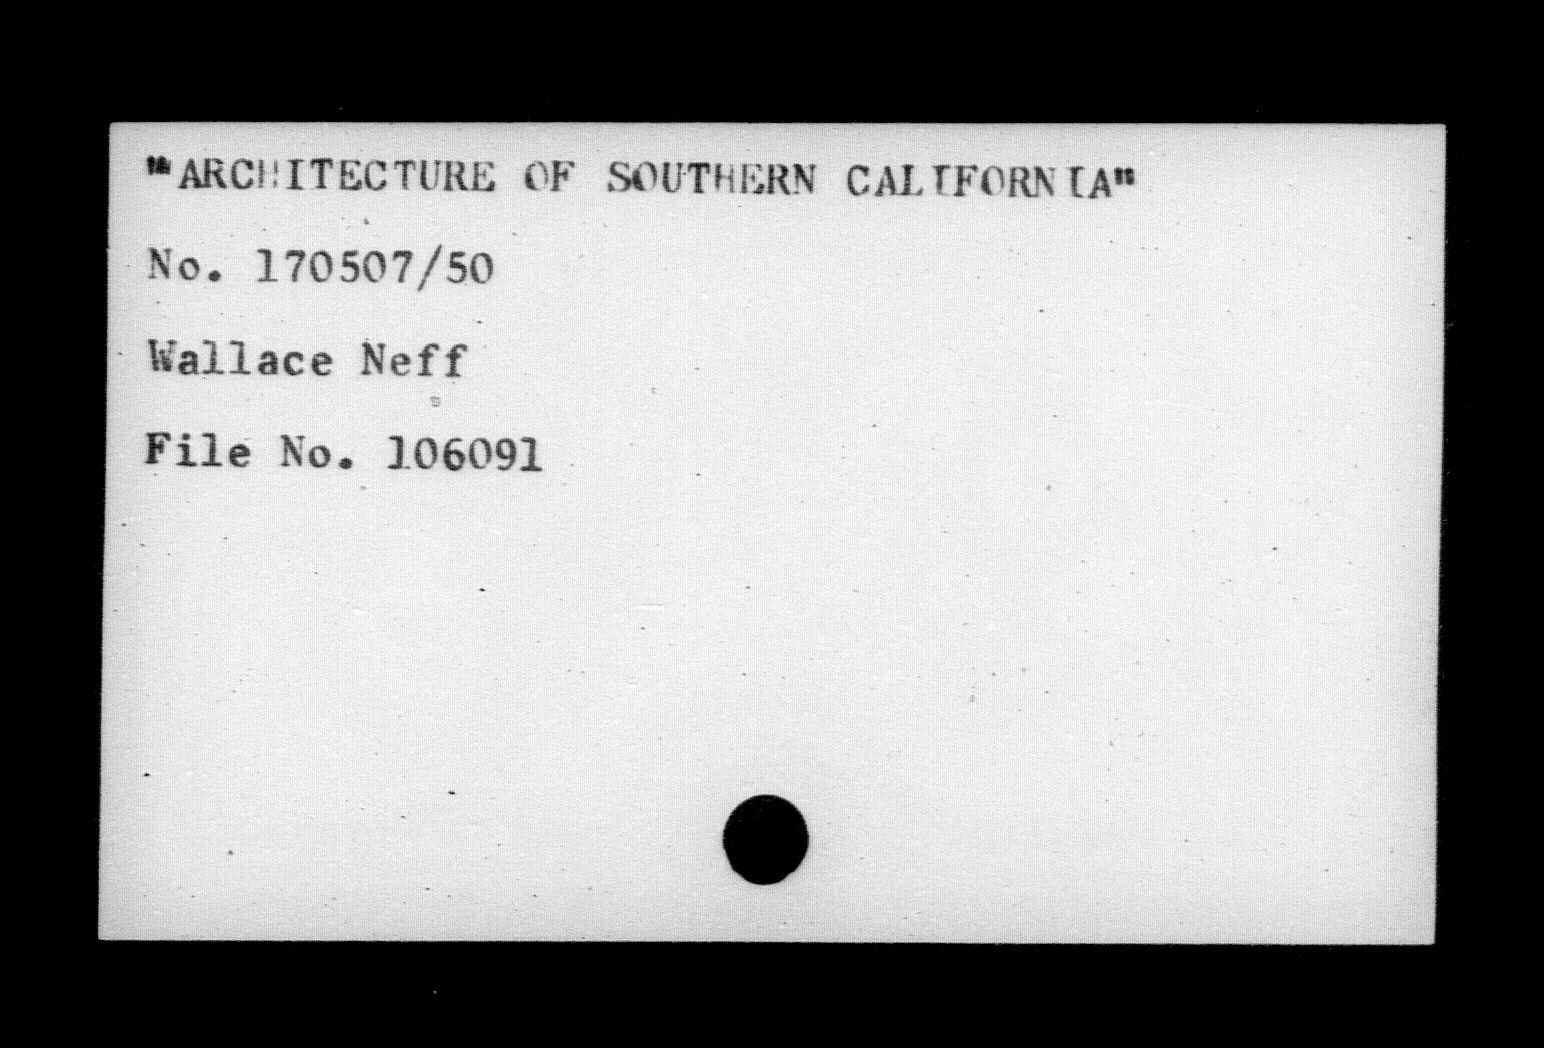 "ARCHITECTURE OF SOUTHERN CALIFORNIA"
No. 170507/50
Wallace Neff
File No. 106091